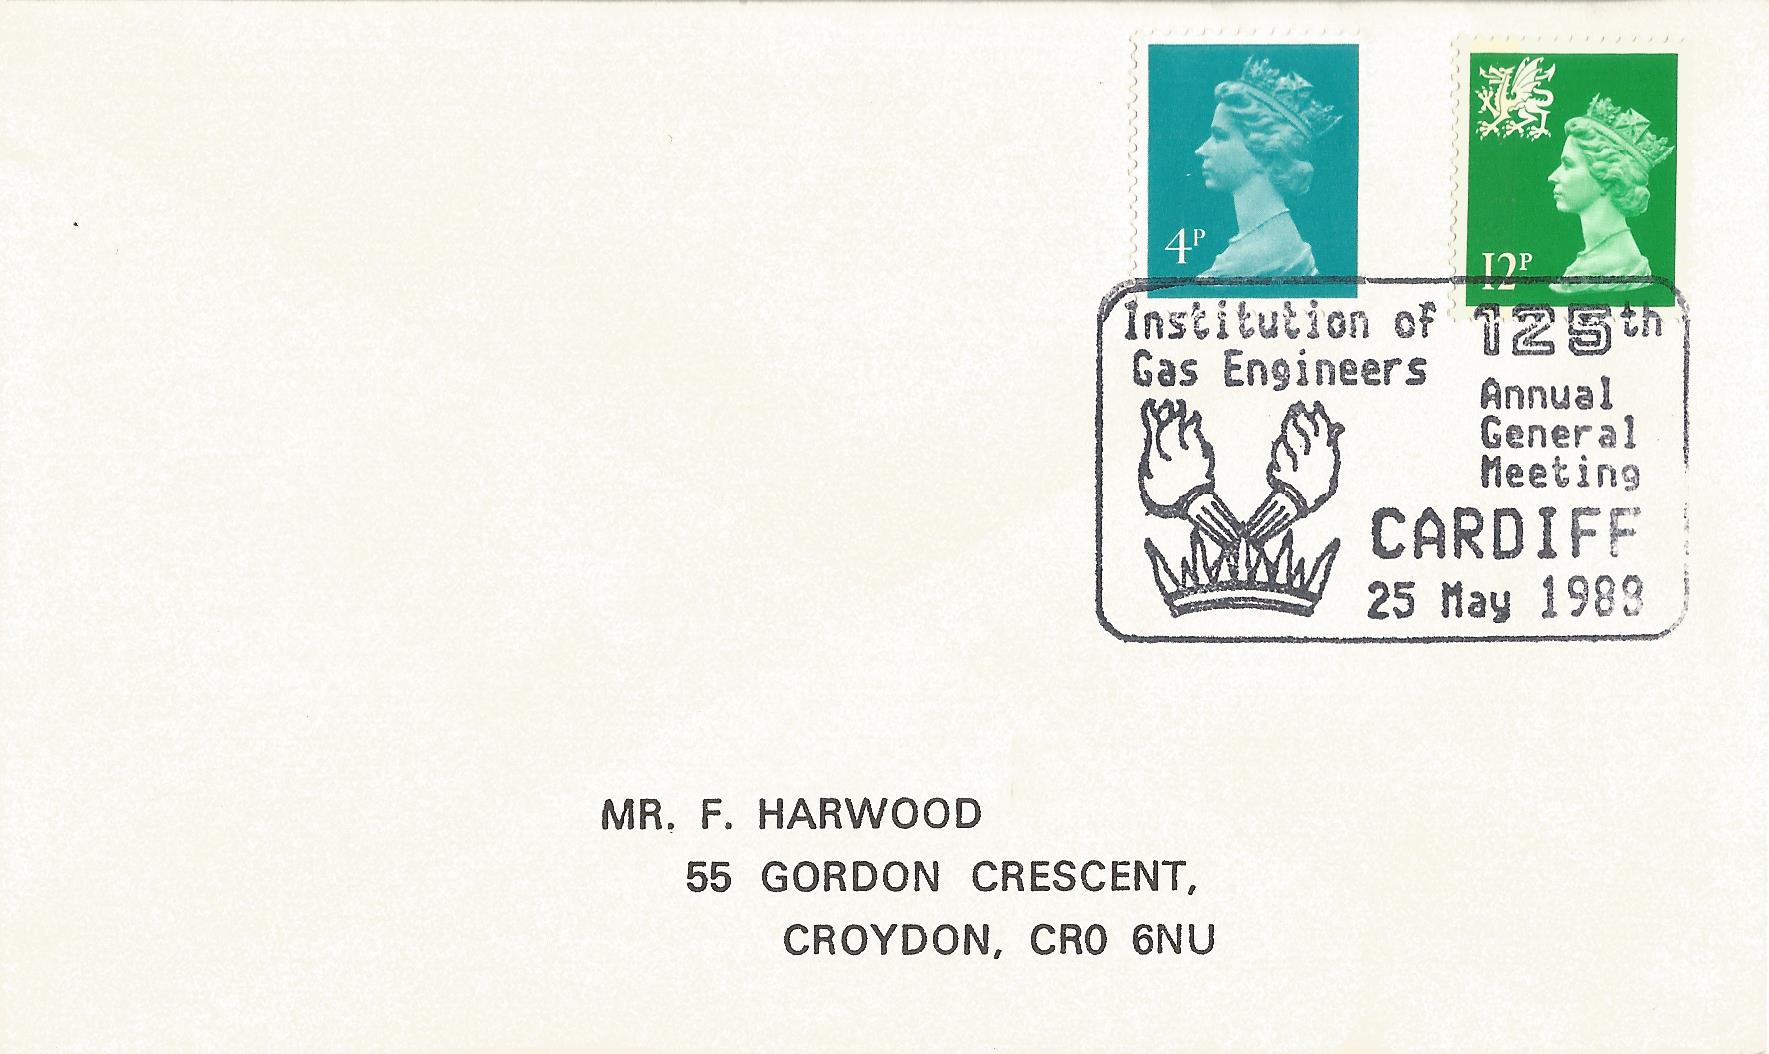 4P
12P
Institution of
Gas Engineers
125th
Annual
General
Meeting
CARDIFF
25 May 1988
MR. F. HARWOOD
55 GORDON CRESCENT,
CROYDON, CR0 6NU